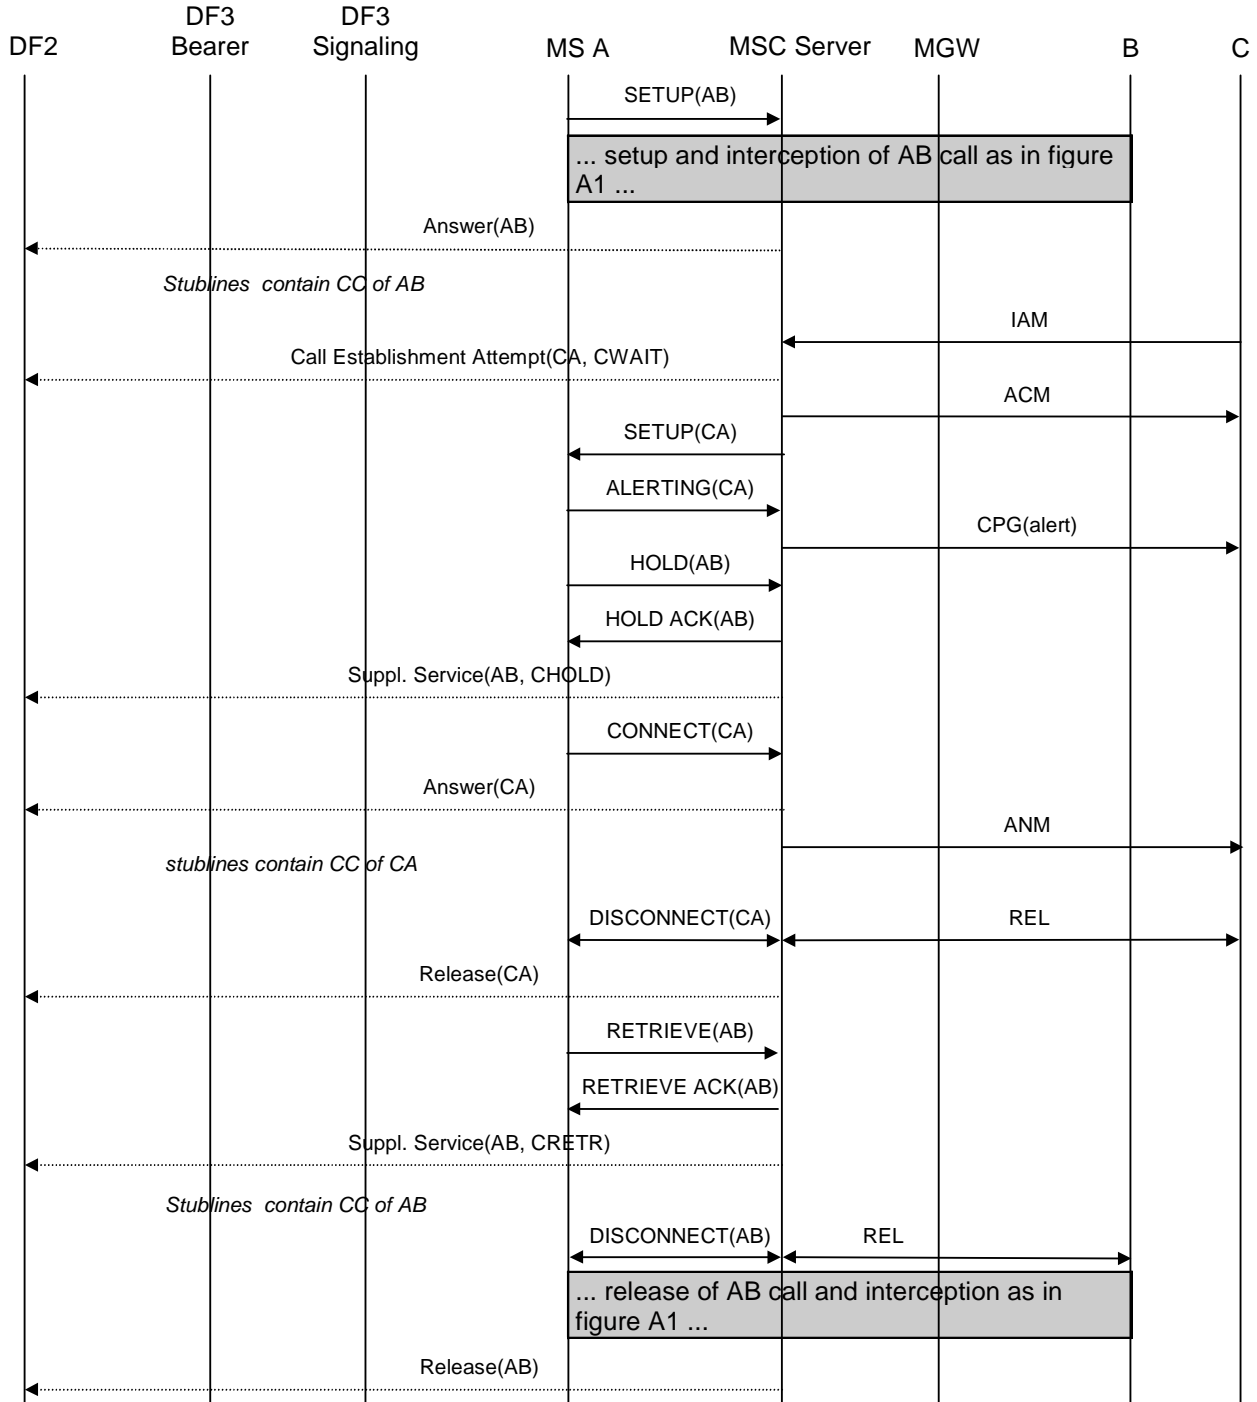 DF2
DF3
Bearer
DF3
Signaling
MS A
MSC Server
MGW
B
C
SETUP(AB)
... setup and interception of AB call as in figure
A1 ...
Answer(AB)
Stublines contain CC of AB
IAM
Call Establishment Attempt(CA, CWAIT)
ACM
SETUP(CA)
ALERTING(CA)
CPG(alert)
HOLD(AB)
HOLD ACK(AB)
Suppl. Service(AB, CHOLD)
CONNECT(CA)
Answer(CA)
ANM
stublines contain CC of CA
DISCONNECT(CA)
REL
Release(CA)
RETRIEVE(AB)
RETRIEVE ACK(AB)
Suppl. Service(AB, CRETR)
Stublines contain CC of AB
DISCONNECT(AB)
REL
... release of AB call and interception as in
figure A1 ...
Release(AB)